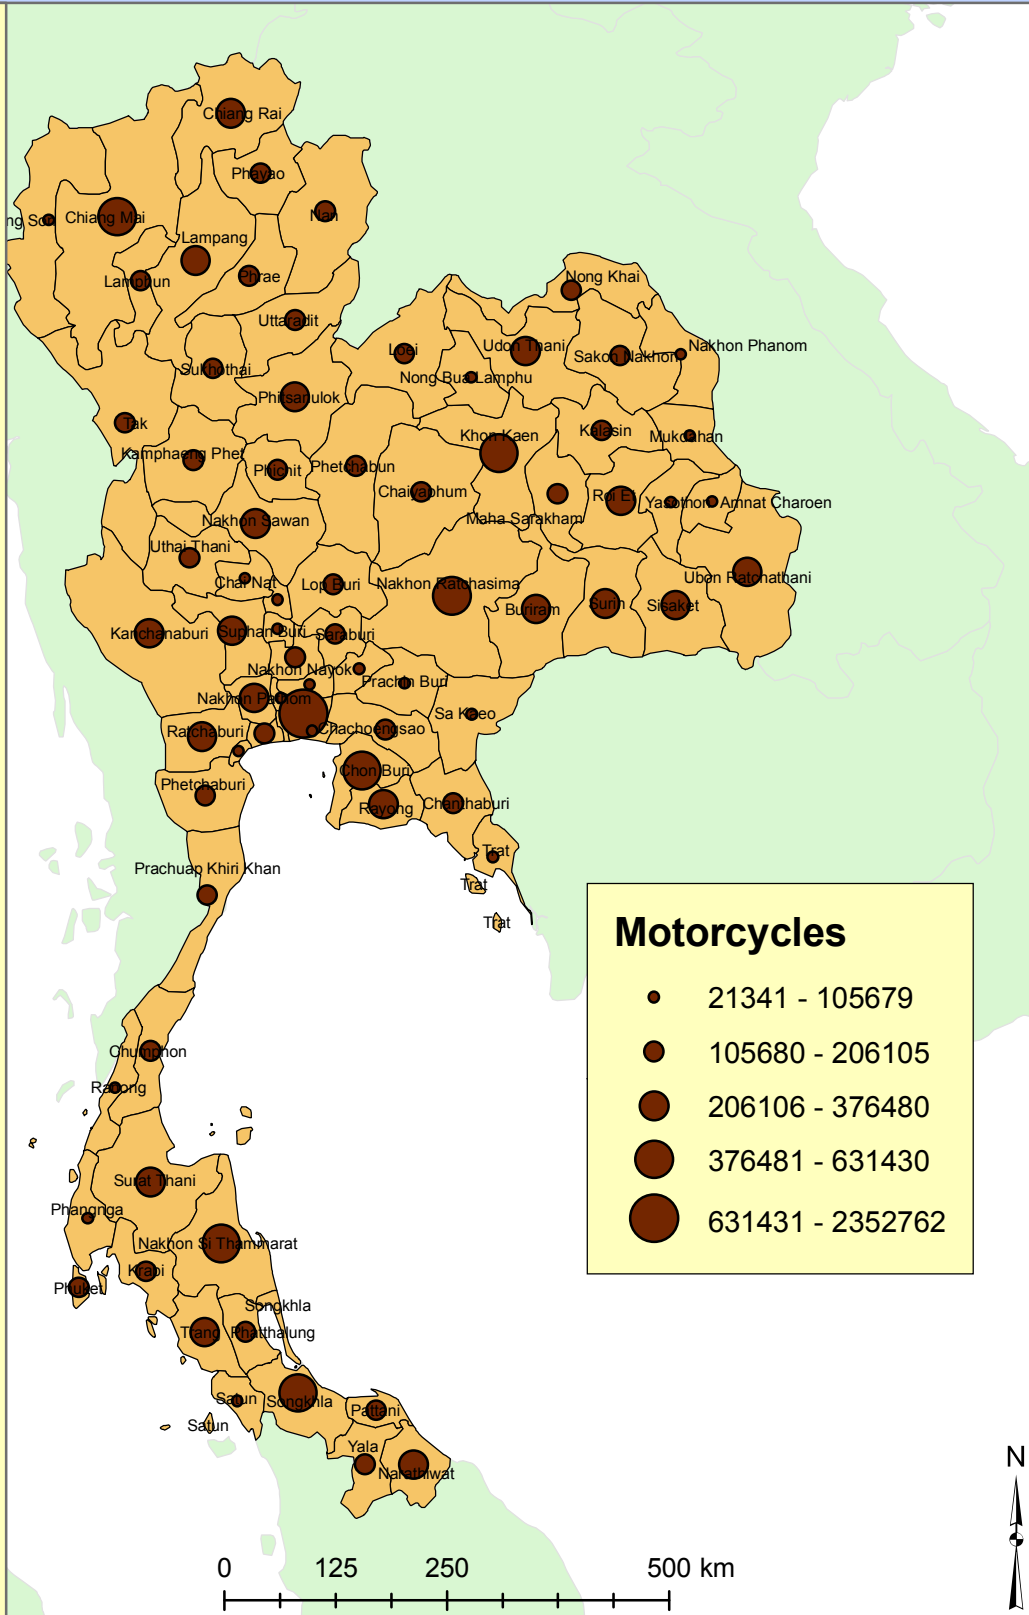 Chiang Rai
Phayao
Nan
ng Son
Chiang Mai
Lampang
Lamphun
Phrae
Nong Khai
Uttaradit
Loei
Udon Thani
Sakon Nakhon
Nakhon Phanom
Sukhothai
Nong Bua Lamphu
Phitsanulok
Tak
Khon Kaen
Kalasin
Mukdahan
Kamphaeng Phet
Phichit
Phetchabun
Chaiyaphum
Roi Et
Yasothon
Amnat Charoen
Maha Sarakham
Nakhon Sawan
Uthai Thani
Chai Nat
Lop Buri
Nakhon Ratchasima
Ubon Ratchathani
Buriram
Surin
Sisaket
Kanchanaburi
Suphan Buri
Saraburi
Nakhon Nayok
Prachin Buri
Nakhon Pathom
Sa Kaeo
Ratchaburi
Chachoengsao
Chon Buri
Phetchaburi
Rayong
Chanthaburi
Trat
Prachuap Khiri Khan
Trat
Trat
Motorcycles
21341 - 105679
105680 - 206105
206106 - 376480
376481 - 631430
631431 - 2352762
Chumphon
Ranong
Surat Thani
Phangnga
Nakhon Si Thammarat
Krabi
Phuket
Songkhla
Trang
Phatthalung
Satun
Songkhla
Pattani
Satun
Yala
Narathiwat
N
0 125 250 500 km